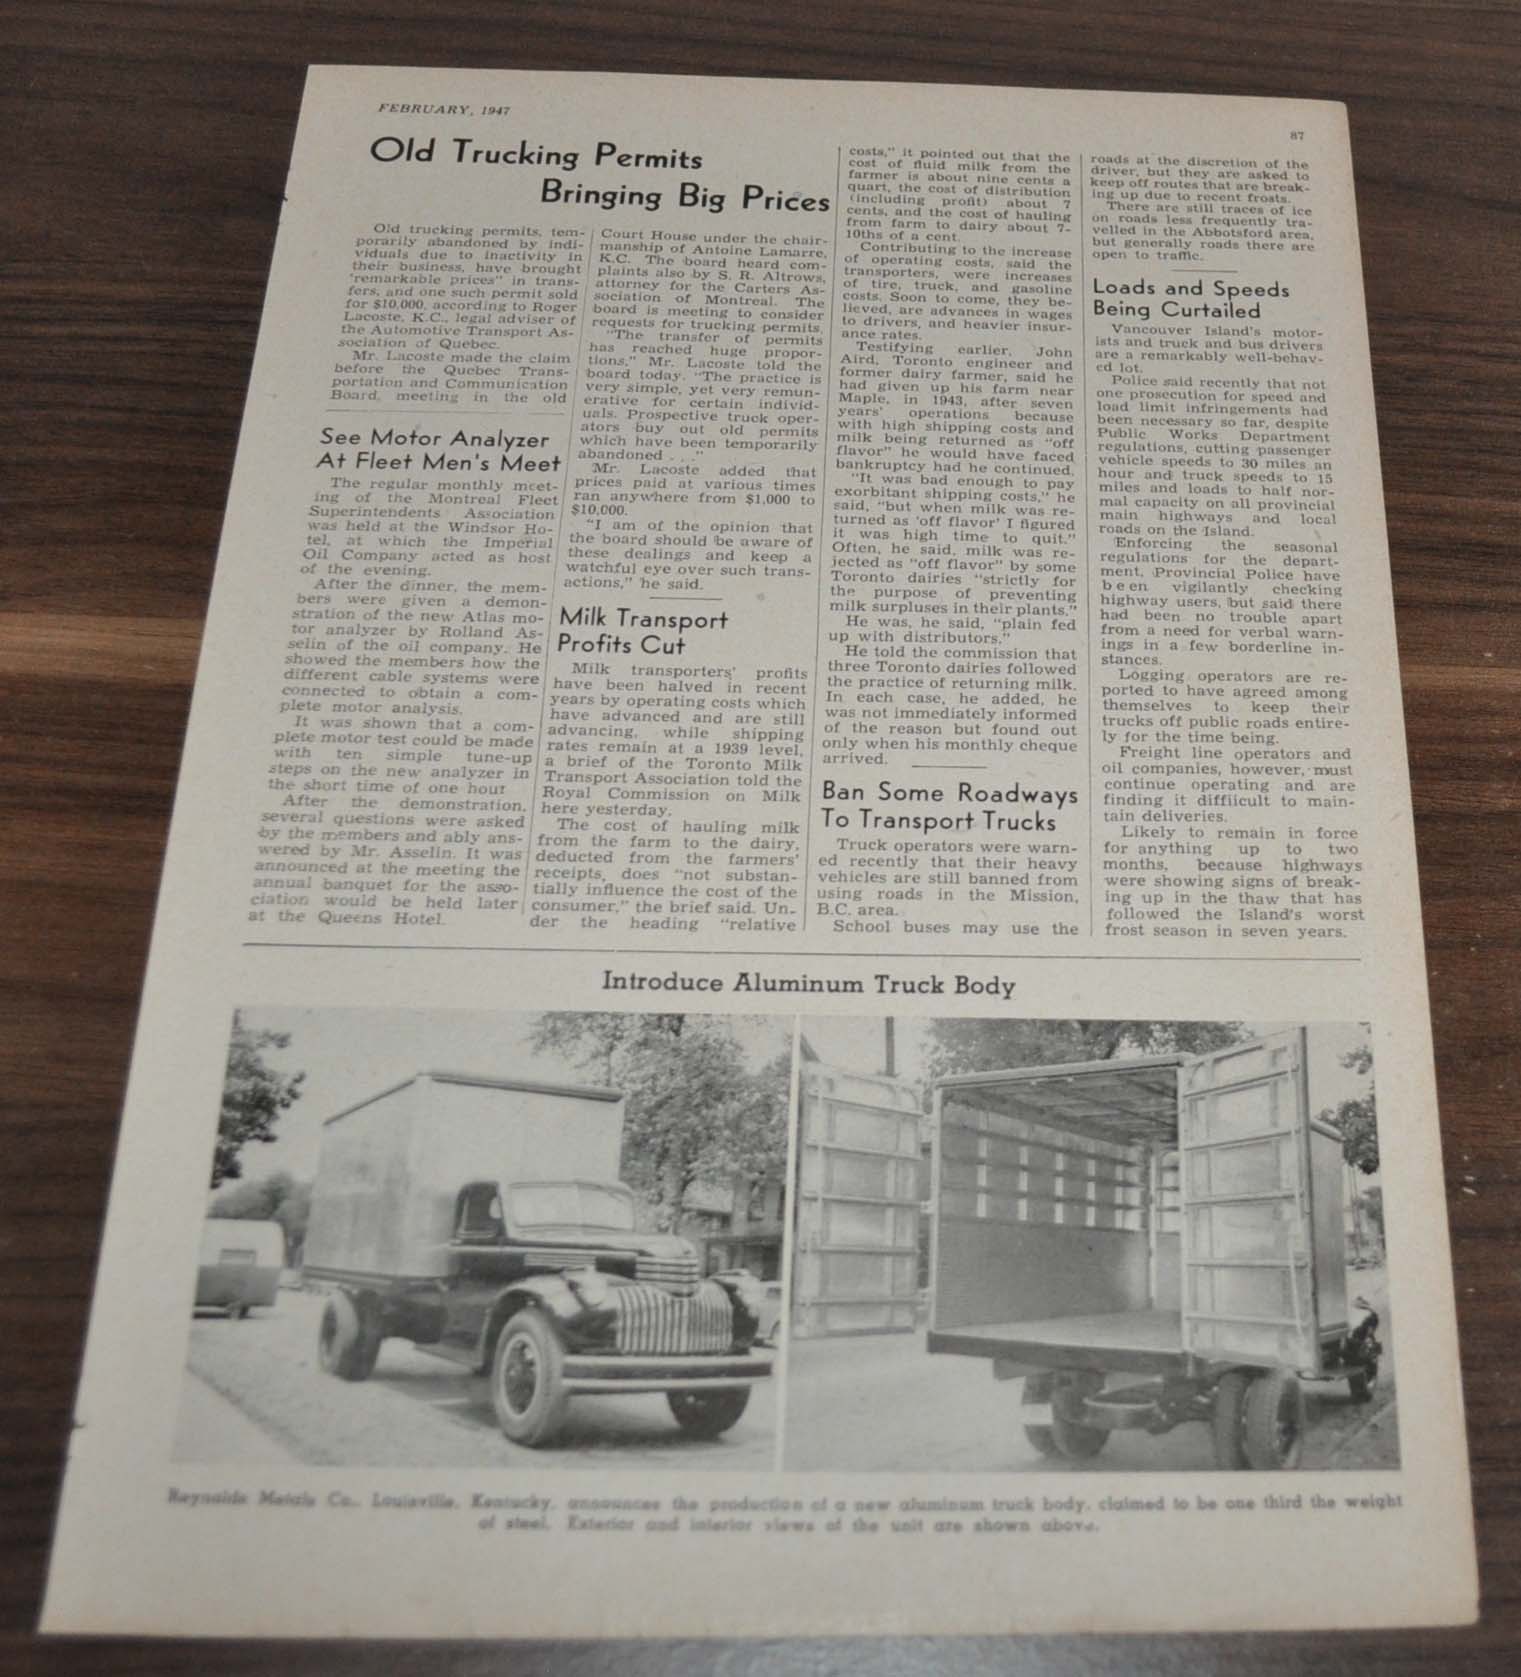 FEBRUARY, 1947
87
Old Trucking Permits
Bringing Big Prices
Old trucking permits, tem-
porarily abandoned by indi-
viduals due to inactivity in
their business, have brought
"remarkable prices" in trans-
fers, and one such permit sold
for $10,000, according to Roger
Lacoste, K.C., legal adviser of
the Automotive Transport As-
sociation of Quebec.
Mr. Lacoste made the claim
before the Quebec Trans-
portation and Communication
Board, meeting in the old
Court House under the chair-
manship of Antoine Lamarre,
K.C. The board heard com-
plaints also by S. R. Altrows,
attorney for the Carters As-
sociation of Montreal. The
board is meeting to consider
requests for trucking permits.
"The transfer of permits
has reached huge propor-
tions," Mr. Lacoste told the
board today. "The practice is
very simple, yet very remun-
erative for certain individ-
uals. Prospective truck oper-
ators buy out old permits
which have been temporarily
abandoned . . ."
Mr. Lacoste added that
prices paid at various times
ran anywhere from $1,000 to
$10,000.
"I am of the opinion that
the board should be aware of
these dealings and keep a
watchful eye over such trans-
actions," he said.
See Motor Analyzer
At Fleet Men's Meet
The regular monthly meet-
ing of the Montreal Fleet
Superintendents Association
was held at the Windsor Ho-
tel, at which the Imperial
Oil Company acted as host
of the evening.
After the dinner, the mem-
bers were given a demon-
stration of the new Atlas mo-
tor analyzer by Rolland As-
selin of the oil company. He
showed the members how the
different cable systems were
connected to obtain a com-
plete motor analysis.
It was shown that a com-
plete motor test could be made
with ten simple tune-up
steps on the new analyzer in
the short time of one hour
After the demonstration,
several questions were asked
by the members and ably ans-
wered by Mr. Asselin. It was
announced at the meeting the
annual banquet for the asso-
ciation would be held later
at the Queens Hotel.
Milk Transport
Profits Cut
Milk transporters' profits
have been halved in recent
years by operating costs which
have advanced and are still
advancing, while shipping
rates remain at a 1939 level,
a brief of the Toronto Milk
Transport Association told the
Royal Commission on Milk
here yesterday.
The cost of hauling milk
from the farm to the dairy,
deducted from the farmers'
receipts, does "not substan-
tially influence the cost of the
consumer," the brief said. Un-
der the heading "relative
costs," it pointed out that the
cost of fluid milk from the
farmer is about nine cents a
quart, the cost of distribution
(including profit) about 7
cents, and the cost of hauling
from farm to dairy about 7-
10ths of a cent.
Contributing to the increase
of operating costs, said the
transporters, were increases
of tire, truck, and gasoline
costs. Soon to come, they be-
lieved, are advances in wages
to drivers, and heavier insur-
ance rates.
Testifying earlier, John
Aird, Toronto engineer and
former dairy farmer, said he
had given up his farm near
Maple, in 1943, after seven
years' operations because
with high shipping costs and
milk being returned as "off
flavor" he would have faced
bankruptcy had he continued.
"It was bad enough to pay
exorbitant shipping costs," he
said, "but when milk was re-
turned as 'off flavor' I figured
it was high time to quit."
Often, he said, milk was re-
jected as "off flavor" by some
Toronto dairies "strictly for
the purpose of preventing
milk surpluses in their plants."
He was, he said, "plain fed
up with distributors."
He told the commission that
three Toronto dairies followed
the practice of returning milk.
In each case, he added, he
was not immediately informed
of the reason but found out
only when his monthly cheque
arrived.
Ban Some Roadways
To Transport Trucks
Truck operators were warn-
ed recently that their heavy
vehicles are still banned from
using roads in the Mission,
B.C. area.
School buses may use the
roads at the discretion of the
driver, but they are asked to
keep off routes that are break-
ing up due to recent frosts.
There are still traces of ice
on roads less frequently tra-
velled in the Abbotsford area,
but generally roads there are
open to traffic.
Loads and Speeds
Being Curtailed
Vancouver Island's motor-
ists and truck and bus drivers
are a remarkably well-behav-
ed lot.
Police said recently that not
one prosecution for speed and
load limit infringements had
been necessary so far, despite
Public Works Department
regulations, cutting passenger
vehicle speeds to 30 miles an
hour and truck speeds to 15
miles and loads to half nor-
mal capacity on all provincial
main highways and local
roads on the Island.
Enforcing the seasonal
regulations for the depart-
ment, Provincial Police have
been vigilantly checking
highway users, but said there
had been no trouble apart
from a need for verbal warn-
ings in a few borderline in-
stances.
Logging operators are re-
ported to have agreed among
themselves to keep their
trucks off public roads entire-
ly for the time being.
Freight line operators and
oil companies, however, must
continue operating and are
finding it diffiicult to main-
tain deliveries.
Likely to remain in force
for anything up to two
months, because highways
were showing signs of break-
ing up in the thaw that has
followed the Island's worst
frost season in seven years.
Introduce Aluminum Truck Body
Reynolds Metals Co., Louisville, Kentucky, announces the production of a new aluminum truck body, claimed to be one third the weight
of steel. Exterior and interior views of the unit are shown above.